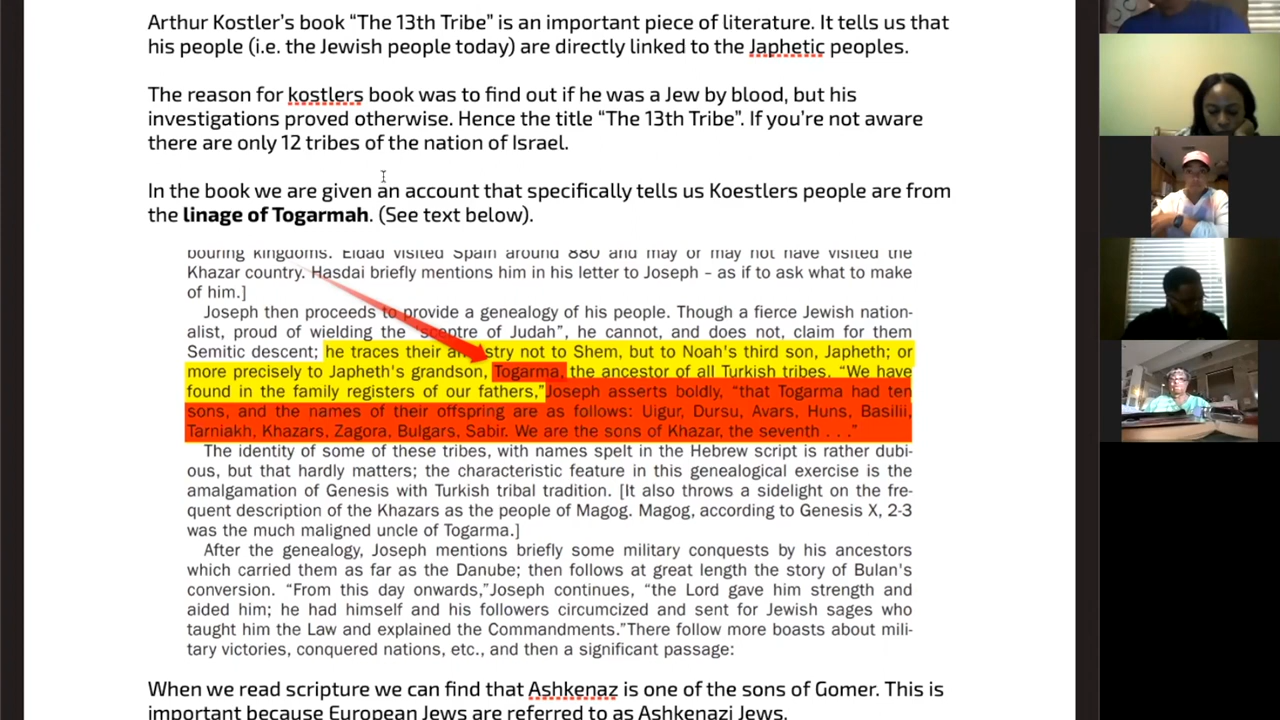 Arthur Kostler’s book “The 13th Tribe” is an important piece of literature. It tells us that
his people (i.e. the Jewish people today) are directly linked to the Japhetic peoples.
The reason for kostlers book was to find out if he was a Jew by blood, but his
investigations proved otherwise. Hence the title “The 13th Tribe”. If you’re not aware
there are only 12 tribes of the nation of Israel.
In the book we are given an account that specifically tells us Koestlers people are from
the linage of Togarmah. (See text below).
bouring kingdoms. Eldad visited Spain around 880 and may or may not have visited the
Khazar country. Hasdai briefly mentions him in his letter to Joseph – as if to ask what to make
of him.]
Joseph then proceeds to provide a genealogy of his people. Though a fierce Jewish nation-
alist, proud of wielding the “sceptre of Judah”, he cannot, and does not, claim for them
Semitic descent; he traces their ancestry not to Shem, but to Noah's third son, Japheth; or
more precisely to Japheth's grandson, Togarma, the ancestor of all Turkish tribes. “We have
found in the family registers of our fathers,”Joseph asserts boldly, “that Togarma had ten
sons, and the names of their offspring are as follows: Uigur, Dursu, Avars, Huns, Basilii,
Tarniakh, Khazars, Zagora, Bulgars, Sabir. We are the sons of Khazar, the seventh . . .”
The identity of some of these tribes, with names spelt in the Hebrew script is rather dubi-
ous, but that hardly matters; the characteristic feature in this genealogical exercise is the
amalgamation of Genesis with Turkish tribal tradition. [It also throws a sidelight on the fre-
quent description of the Khazars as the people of Magog. Magog, according to Genesis X, 2-3
was the much maligned uncle of Togarma.]
After the genealogy, Joseph mentions briefly some military conquests by his ancestors
which carried them as far as the Danube; then follows at great length the story of Bulan's
conversion. “From this day onwards,”Joseph continues, “the Lord gave him strength and
aided him; he had himself and his followers circumcized and sent for Jewish sages who
taught him the Law and explained the Commandments.”There follow more boasts about mili-
tary victories, conquered nations, etc., and then a significant passage:
When we read scripture we can find that Ashkenaz is one of the sons of Gomer. This is
important because European Jews are referred to as Ashkenazi Jews.